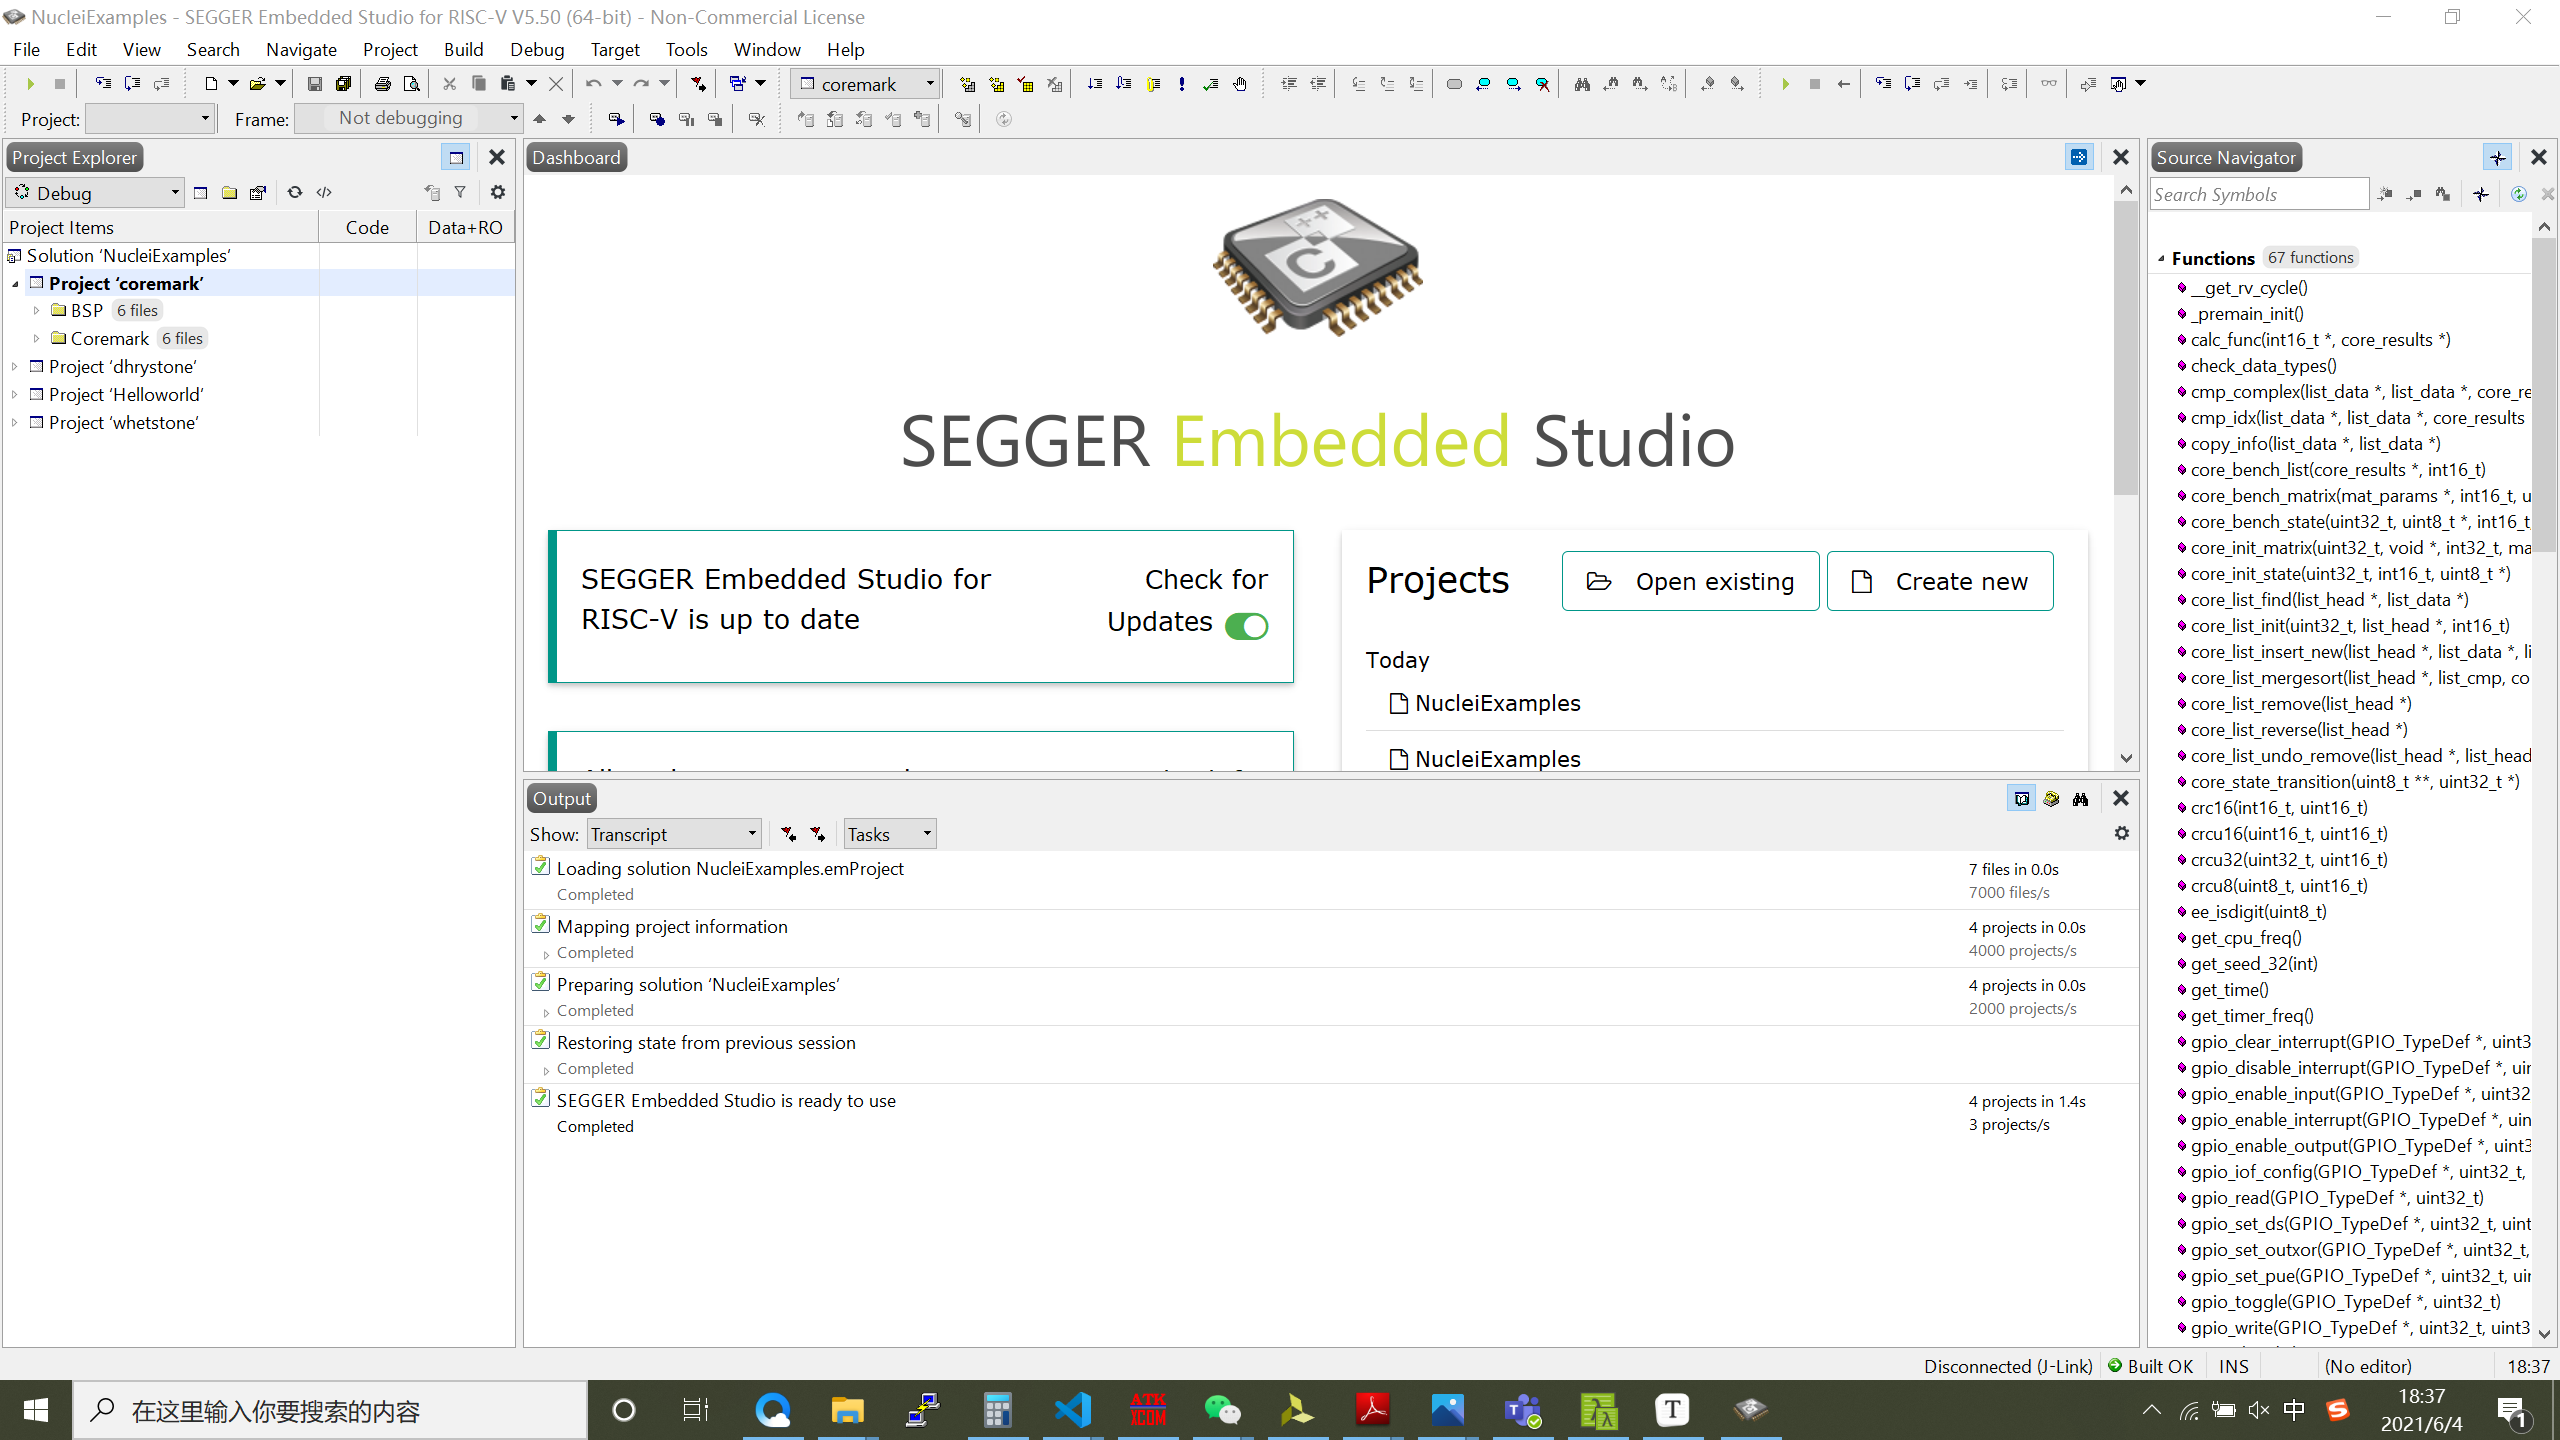 NucleiExamples - SEGGER Embedded Studio for RISC-V V5.50 (64-bit) - Non-Commercial License
File Edit View Search Navigate Project Build Debug Target Tools Window Help
coremark
Project: Frame: Not debugging
Project Explorer
Debug
Project Items Code Data+RO
Solution ‘NucleiExamples’
Project ‘coremark’
BSP 6 files
Coremark 6 files
Project ‘dhrystone’
Project ‘Helloworld’
Project ‘whetstone’
Dashboard
C ++
SEGGER Embedded Studio
SEGGER Embedded Studio for
RISC-V is up to date
Check for
Updates
Projects
Open existing
Create new
Today
NucleiExamples
NucleiExamples
Output
Show: Transcript Tasks
Loading solution NucleiExamples.emProject 7 files in 0.0s
Completed 7000 files/s
Mapping project information 4 projects in 0.0s
Completed 4000 projects/s
Preparing solution ‘NucleiExamples’ 4 projects in 0.0s
Completed 2000 projects/s
Restoring state from previous session
Completed
SEGGER Embedded Studio is ready to use 4 projects in 1.4s
Completed 3 projects/s
Source Navigator
Search Symbols
Functions 67 functions
__get_rv_cycle()
_premain_init()
calc_func(int16_t *, core_results *)
check_data_types()
cmp_complex(list_data *, list_data *, core_re
cmp_idx(list_data *, list_data *, core_results
copy_info(list_data *, list_data *)
core_bench_list(core_results *, int16_t)
core_bench_matrix(mat_params *, int16_t, u
core_bench_state(uint32_t, uint8_t *, int16_t,
core_init_matrix(uint32_t, void *, int32_t, ma
core_init_state(uint32_t, int16_t, uint8_t *)
core_list_find(list_head *, list_data *)
core_list_init(uint32_t, list_head *, int16_t)
core_list_insert_new(list_head *, list_data *, li
core_list_mergesort(list_head *, list_cmp, co
core_list_remove(list_head *)
core_list_reverse(list_head *)
core_list_undo_remove(list_head *, list_head
core_state_transition(uint8_t **, uint32_t *)
crc16(int16_t, uint16_t)
crcu16(uint16_t, uint16_t)
crcu32(uint32_t, uint16_t)
crcu8(uint8_t, uint16_t)
ee_isdigit(uint8_t)
get_cpu_freq()
get_seed_32(int)
get_time()
get_timer_freq()
gpio_clear_interrupt(GPIO_TypeDef *, uint3
gpio_disable_interrupt(GPIO_TypeDef *, uir
gpio_enable_input(GPIO_TypeDef *, uint32
gpio_enable_interrupt(GPIO_TypeDef *, uin
gpio_enable_output(GPIO_TypeDef *, uint3
gpio_iof_config(GPIO_TypeDef *, uint32_t,
gpio_read(GPIO_TypeDef *, uint32_t)
gpio_set_ds(GPIO_TypeDef *, uint32_t, uint
gpio_set_outxor(GPIO_TypeDef *, uint32_t,
gpio_set_pue(GPIO_TypeDef *, uint32_t, uir
gpio_toggle(GPIO_TypeDef *, uint32_t)
gpio_write(GPIO_TypeDef *, uint32_t, uint3
Disconnected (J-Link) Built OK INS (No editor) 18:37
在这里输入你要搜索的内容
ATK
XCOM
T
中
18:37
2021/6/4
1